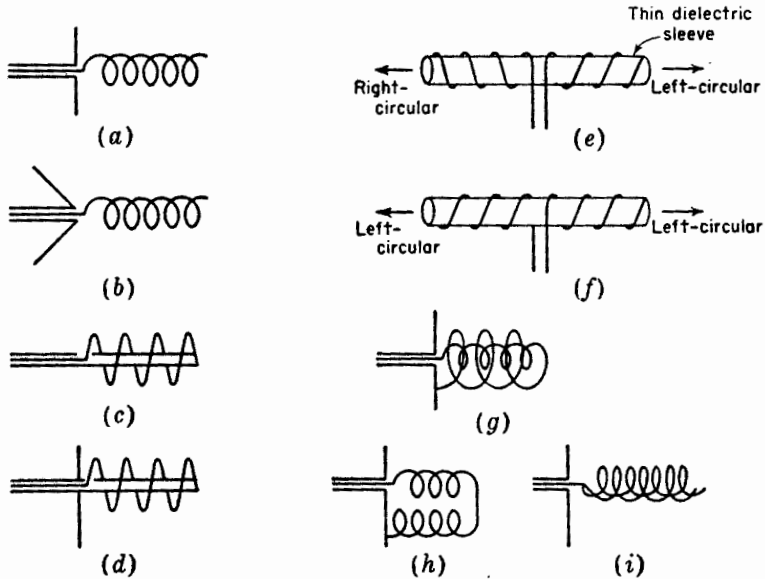 Thin dielectric
sleeve
Right-
circular
Left-circular
(a)
(e)
Left-
circular
Left-circular
(b)
(f)
(c)
(g)
(d)
(h)
(i)